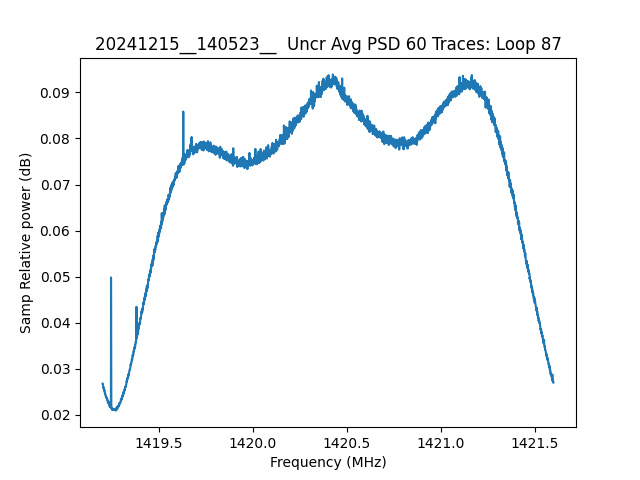 20241215__140523__  Uncr Avg PSD 60 Traces: Loop 87
Samp Relative power (dB)
0.09
0.08
0.07
0.06
0.05
0.04
0.03
0.02
1419.5 1420.0 1420.5 1421.0 1421.5
Frequency (MHz)